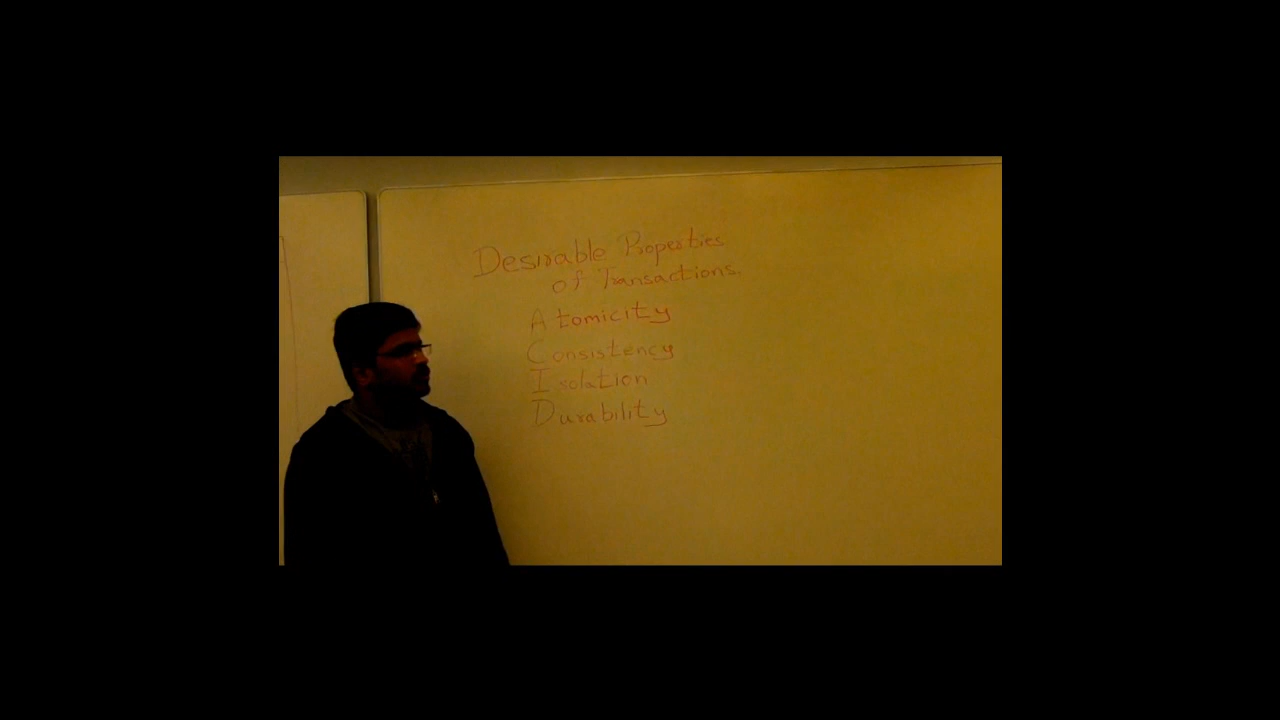 Desirable Properties
of Transactions.
Atomicity
Consistency
Isolation
Durability